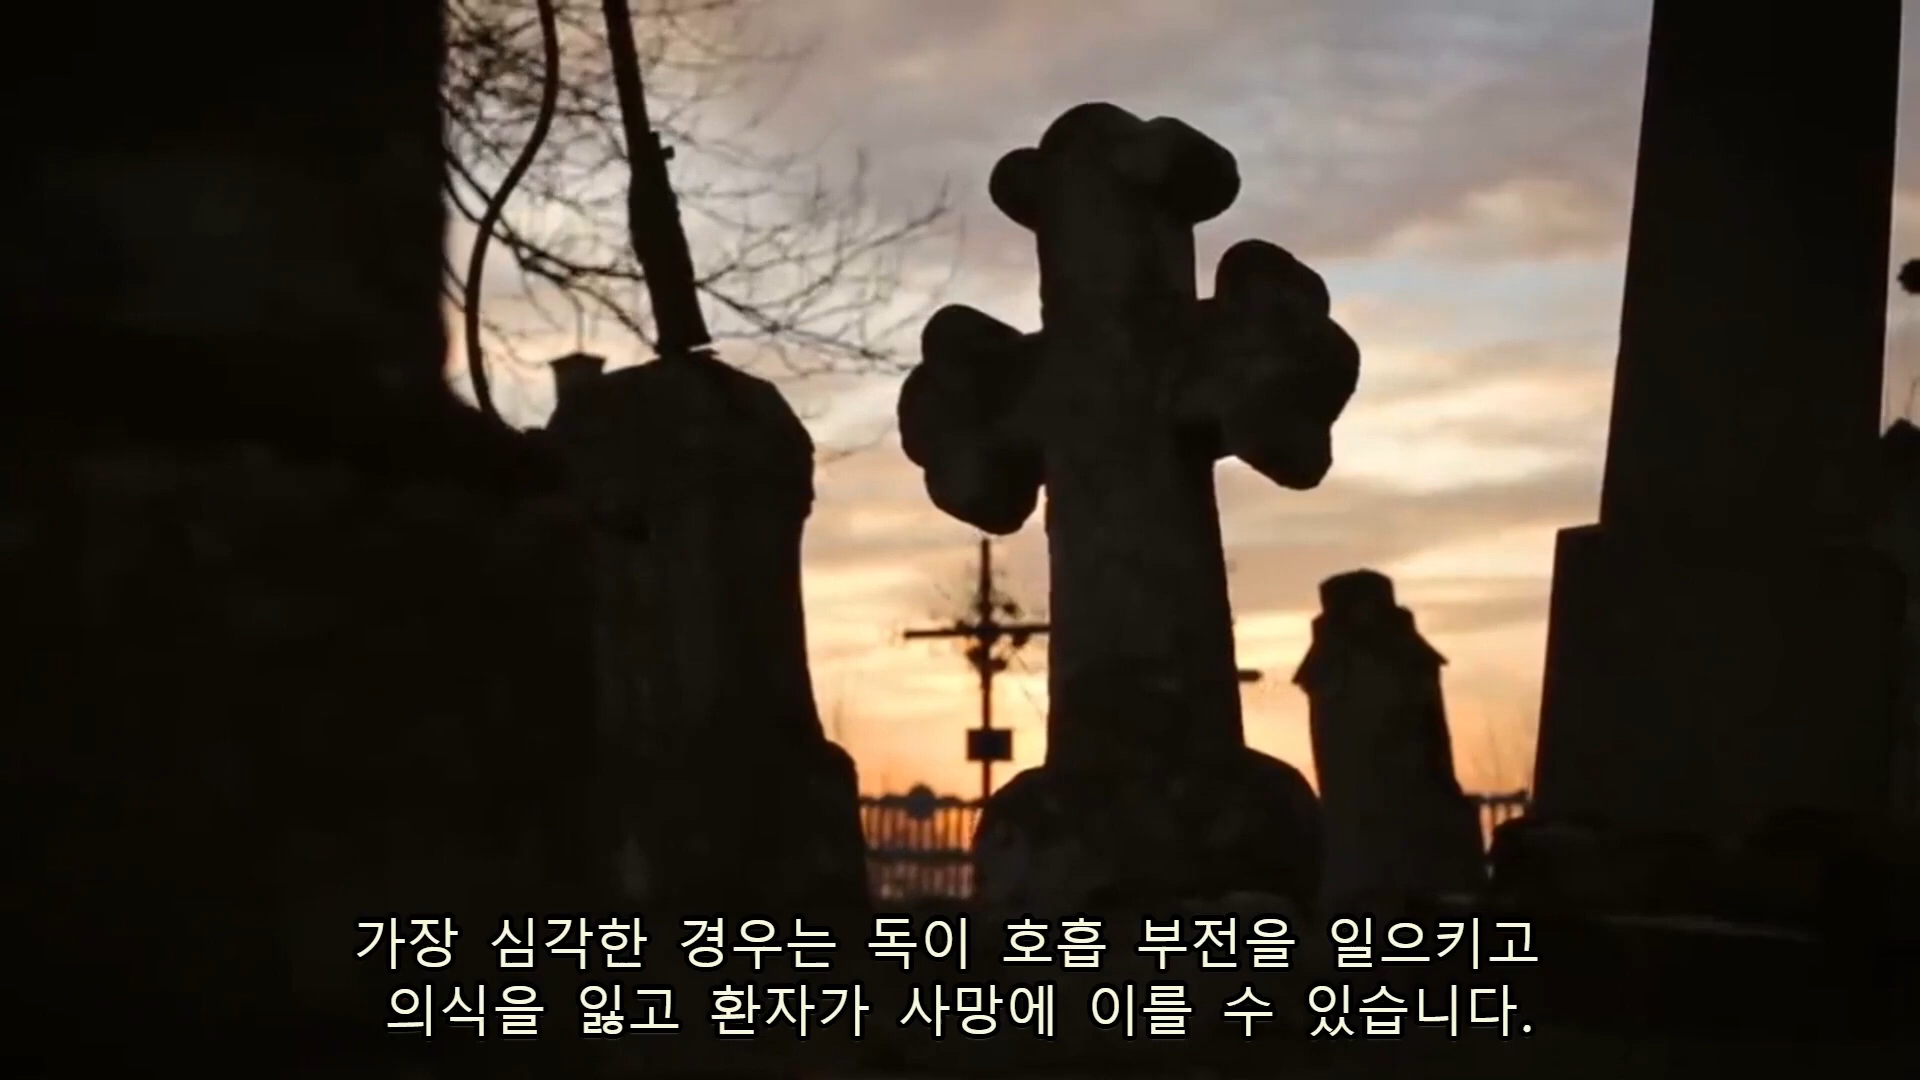 가장 심각한 경우는 독이 호흡 부전을 일으키고
의식을 잃고 환자가 사망에 이를 수 있습니다.